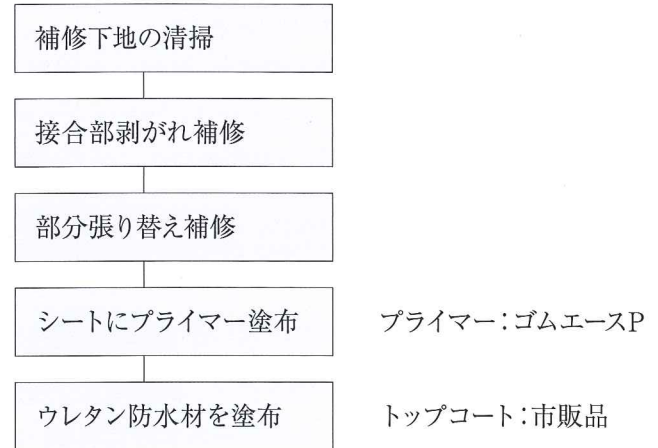 補修下地の清掃
接合部剥がれ補修
部分張り替え補修
シートにプライマー塗布　プライマー：ゴムエースP
ウレタン防水材を塗布　トップコート：市販品